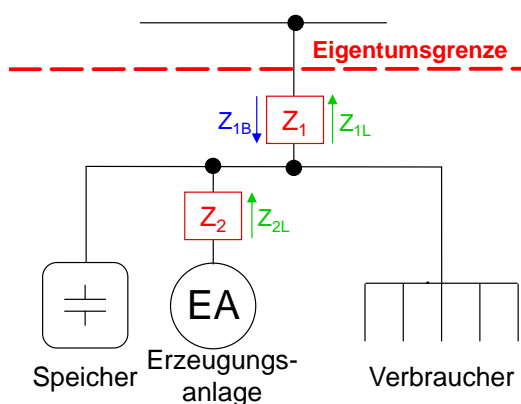 Eigentumsgrenze
Z1B Z1 Z1L
Z2 Z2L
EA
Speicher
Erzeugungs-
anlage
Verbraucher